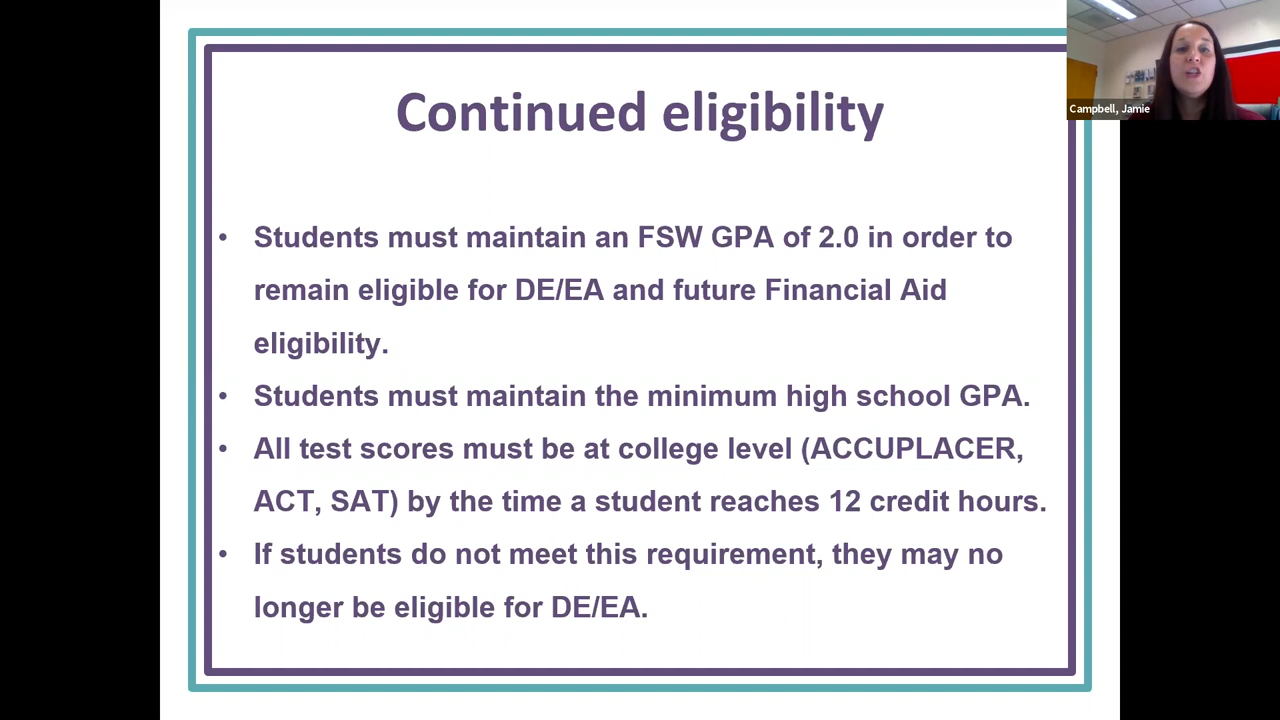 Continued eligibility
Campbell, Jamie
• Students must maintain an FSW GPA of 2.0 in order to
remain eligible for DE/EA and future Financial Aid
eligibility.
• Students must maintain the minimum high school GPA.
• All test scores must be at college level (ACCUPLACER,
ACT, SAT) by the time a student reaches 12 credit hours.
• If students do not meet this requirement, they may no
longer be eligible for DE/EA.